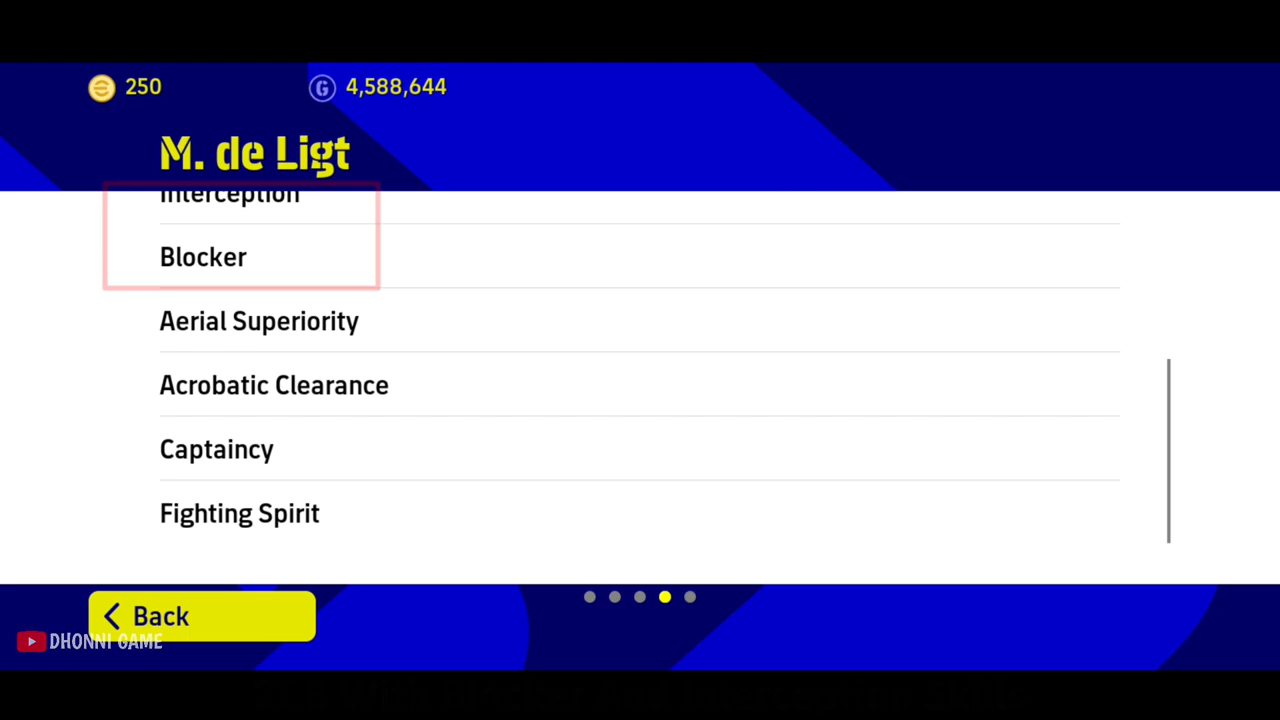 250
4,588,644
M. de Ligt
Interception
Blocker
Aerial Superiority
Acrobatic Clearance
Captaincy
Fighting Spirit
Back
DHONNI GAME